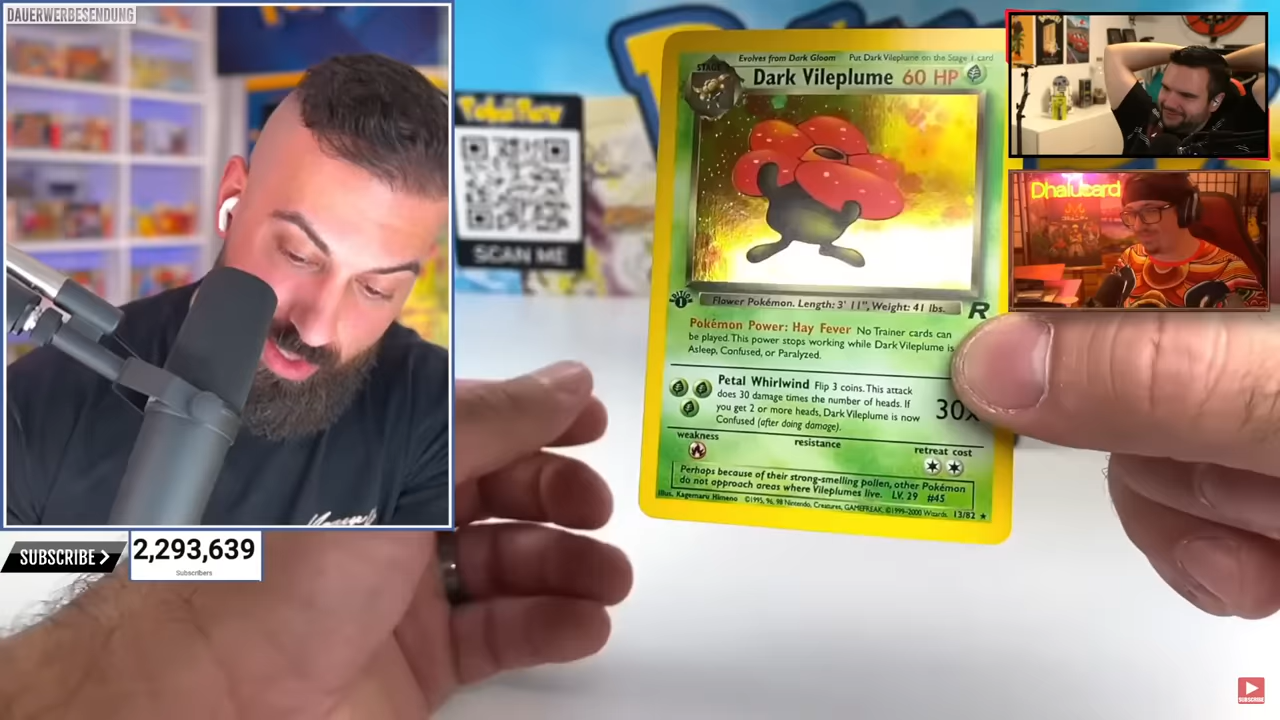 DAUERWERBESENDUNG
SCAN ME
Evolves from Dark Gloom Put Dark Vileplume on the Stage 1 card
STAGE
Dark Vileplume 60 HP
EDITION
1
Flower Pokémon. Length: 3' 11", Weight: 41 lbs.
R
Pokémon Power: Hay Fever No Trainer cards can
be played. This power stops working while Dark Vileplume is
Asleep, Confused, or Paralyzed.
Petal Whirlwind Flip 3 coins. This attack
does 30 damage times the number of heads. If
you get 2 or more heads, Dark Vileplume is now
Confused (after doing damage).
30x
weakness
resistance
retreat cost
Perhaps because of their strong-smelling pollen, other Pokémon
do not approach areas where Vileplumes live. LV. 29 #45
Illus. Kagemaru Himeno ©1995, 96, 98 Nintendo, Creatures, GAMEFREAK. ©1999-2000 Wizards. 13/82 ★
Dhalucard
SUBSCRIBE >
2,293,639
Subscribers
SUBSCRIBE